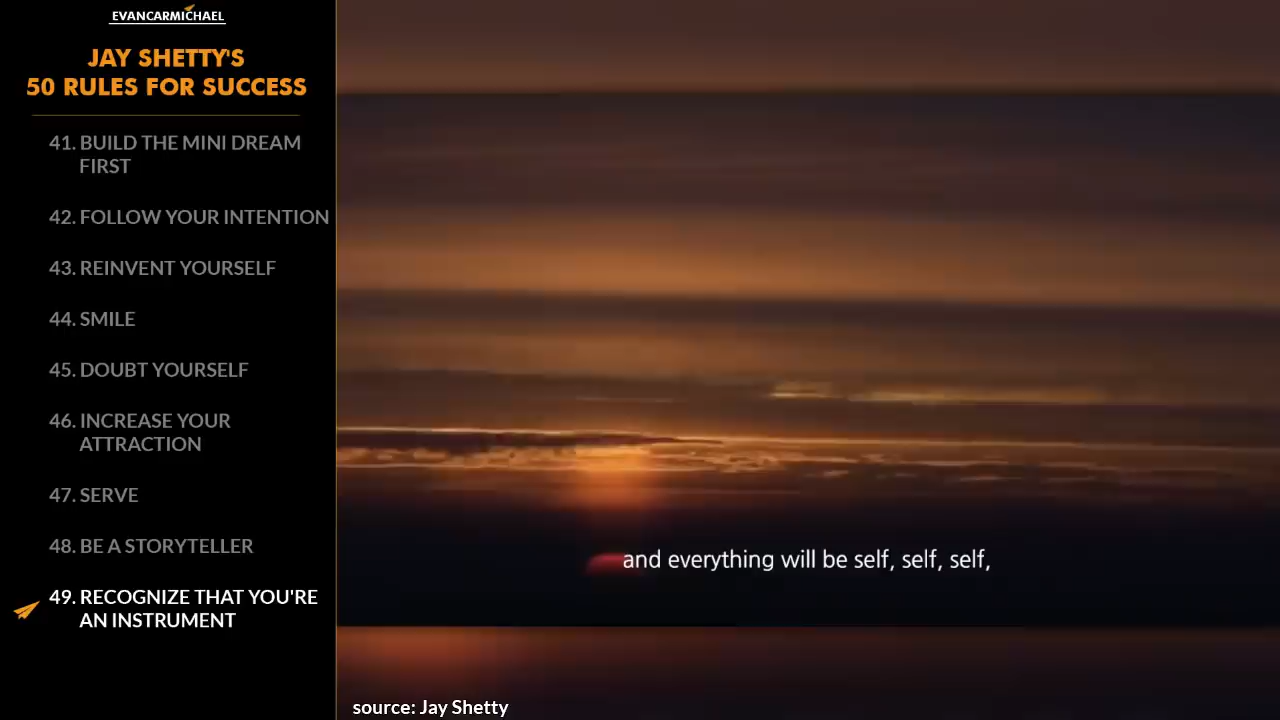 EVANCARMICHAEL
JAY SHETTY'S
50 RULES FOR SUCCESS
41. BUILD THE MINI DREAM
FIRST
42. FOLLOW YOUR INTENTION
43. REINVENT YOURSELF
44. SMILE
45. DOUBT YOURSELF
46. INCREASE YOUR
ATTRACTION
47. SERVE
48. BE A STORYTELLER
49. RECOGNIZE THAT YOU'RE
AN INSTRUMENT
and everything will be self, self, self,
source: Jay Shetty